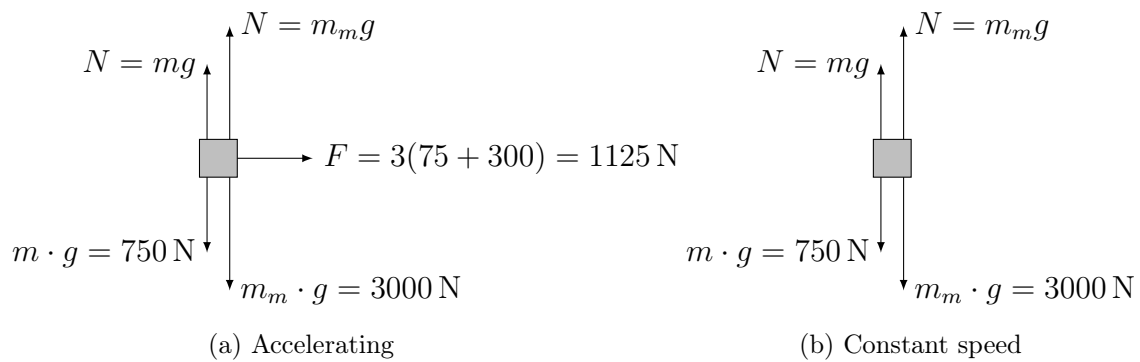 N = m_m g
N = mg
F = 3(75 + 300) = 1125 N
m · g = 750 N
m_m · g = 3000 N
(a) Accelerating
N = m_m g
N = mg
m · g = 750 N
m_m · g = 3000 N
(b) Constant speed